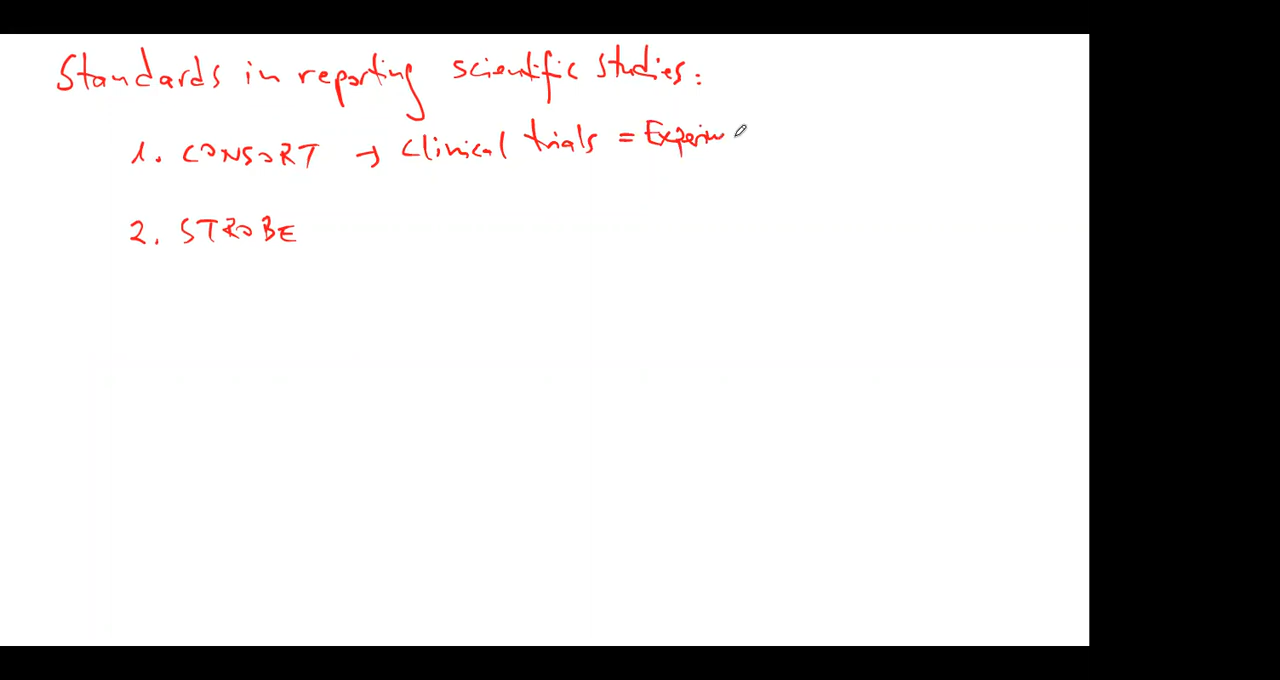 Standards in reporting scientific studies:
1. CONSORT → Clinical trials = Experim
2. STROBE